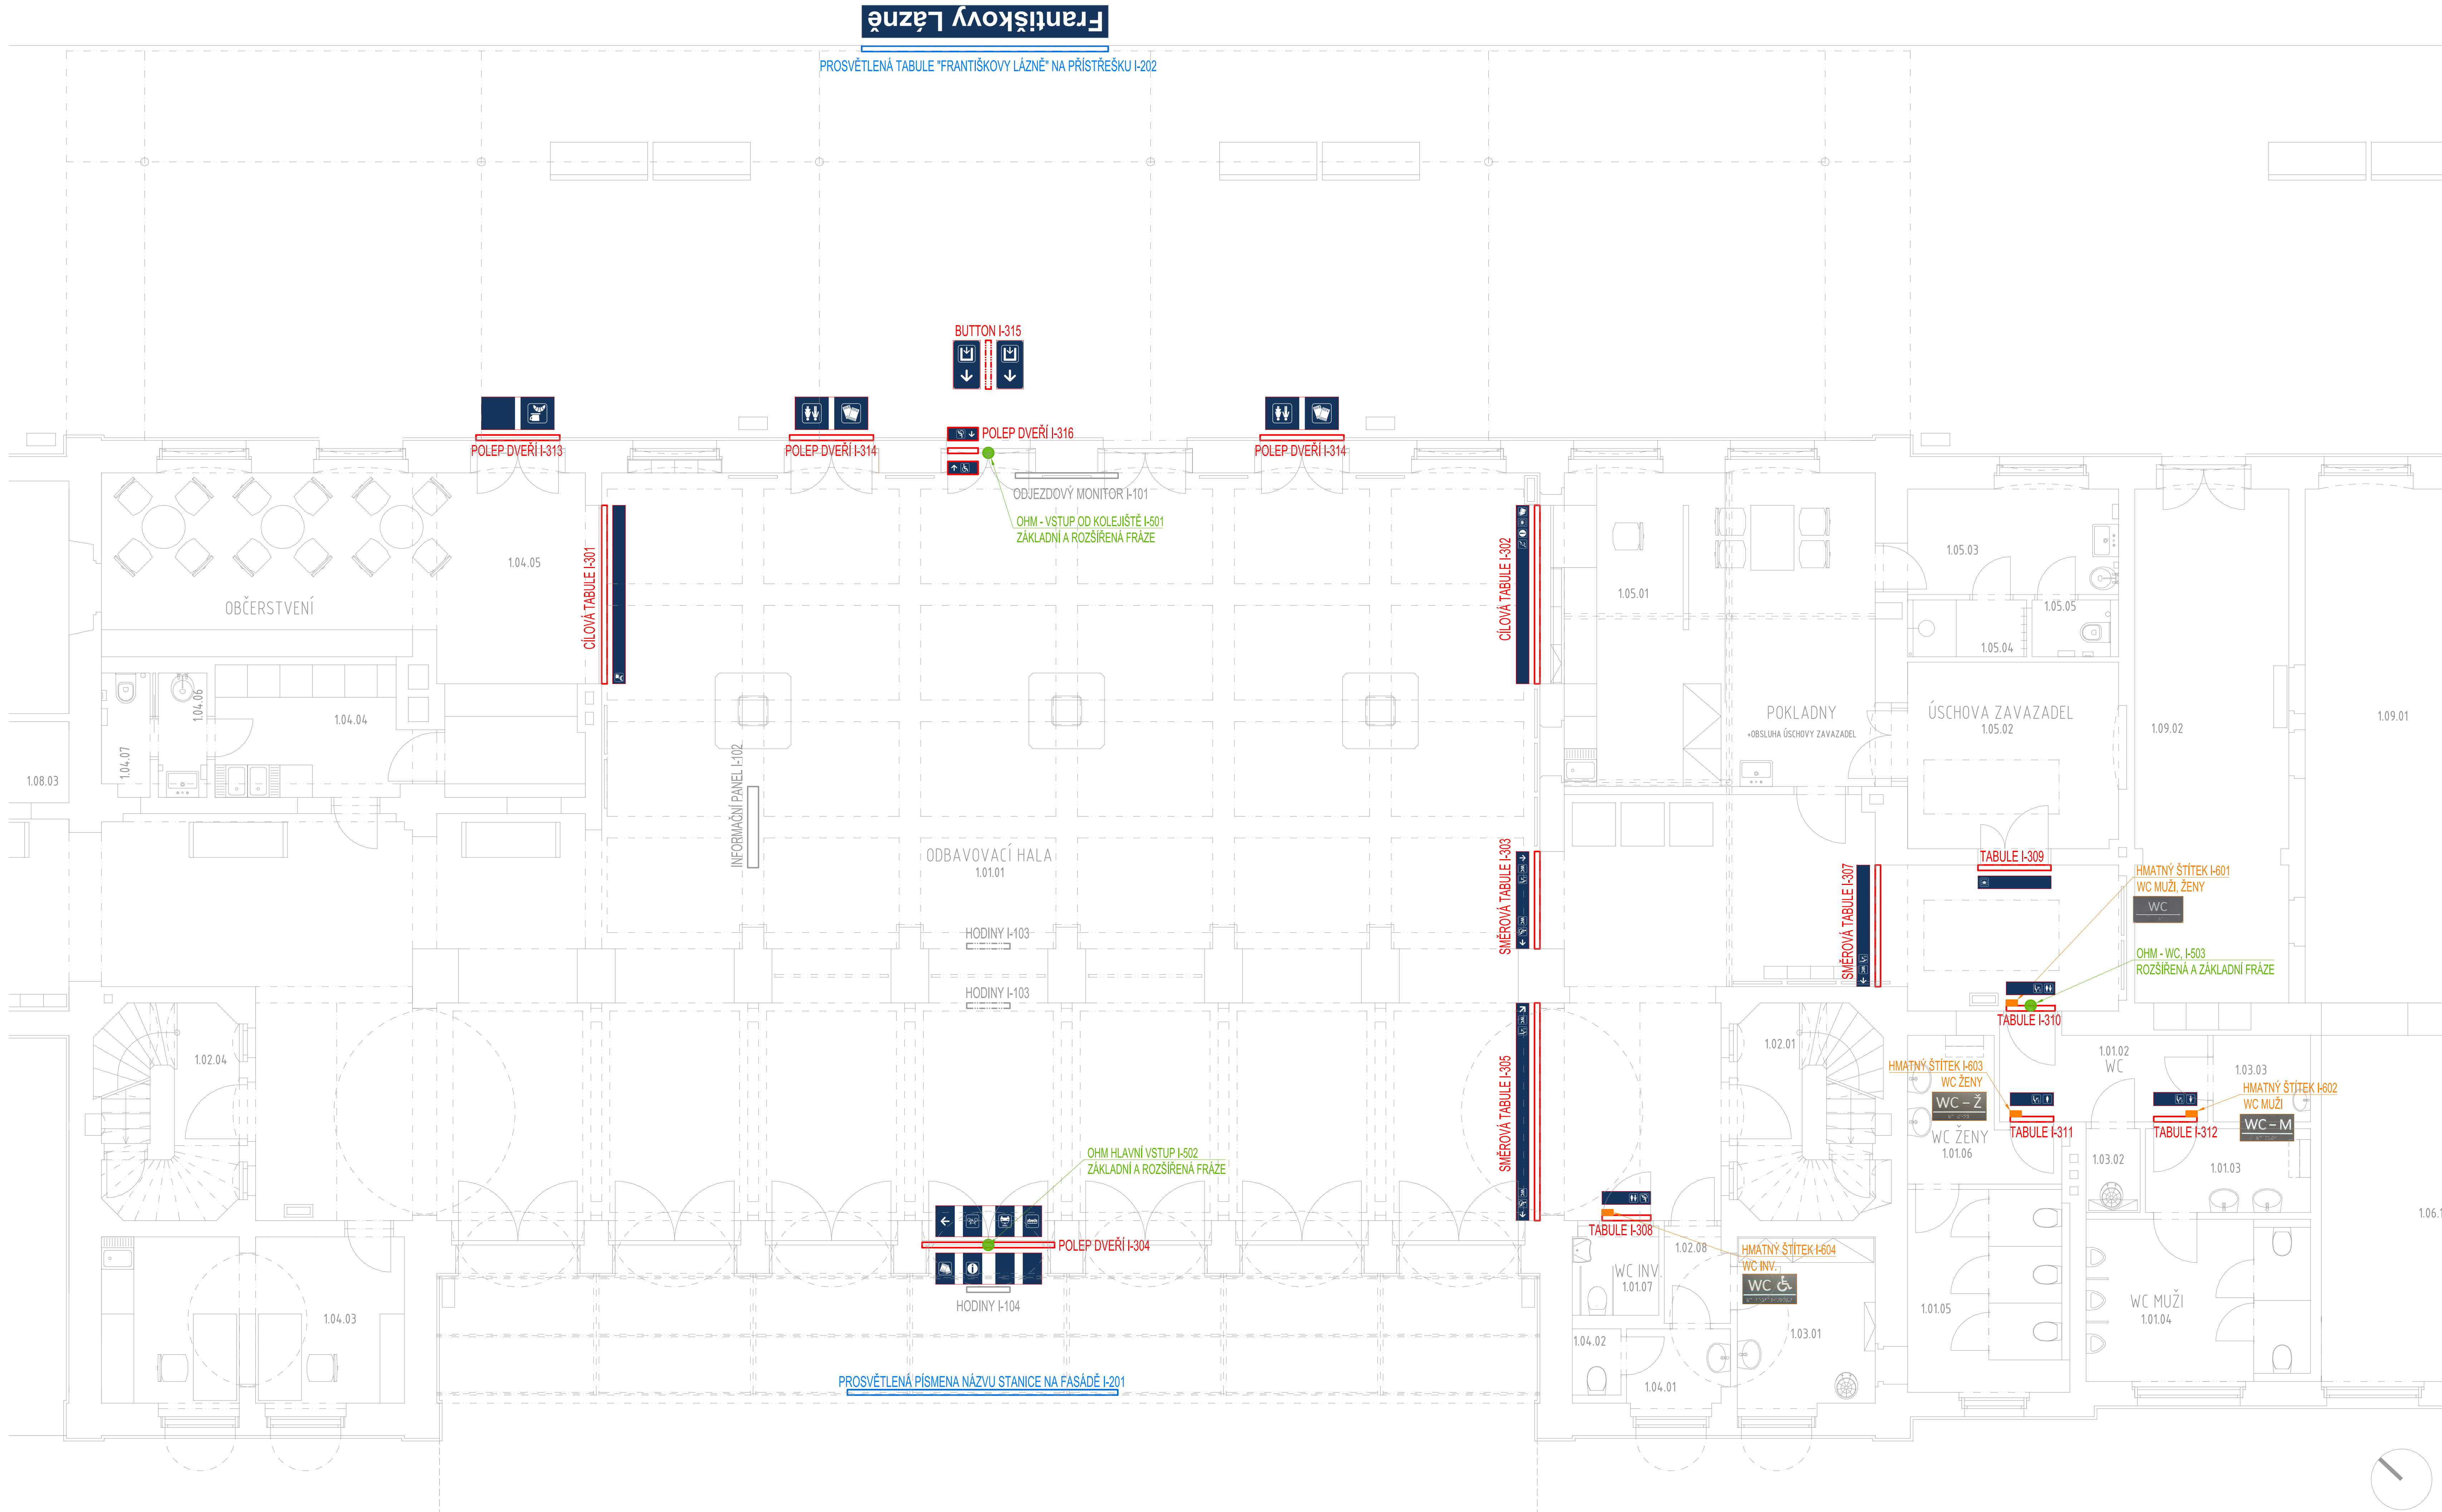 Františkovy Lázně
PROSVĚTLENÁ TABULE "FRANTIŠKOVY LÁZNĚ" NA PŘÍSTŘEŠKU I-202
BUTTON I-315
POLEP DVEŘÍ I-313
POLEP DVEŘÍ I-314
POLEP DVEŘÍ I-316
POLEP DVEŘÍ I-314
ODJEZDOVÝ MONITOR I-101
OHM - VSTUP OD KOLEJIŠTĚ I-501
ZÁKLADNÍ A ROZŠÍŘENÁ FRÁZE
1.04.05
OBČERSTVENÍ
CÍLOVÁ TABULE I-301
CÍLOVÁ TABULE I-302
1.05.01
1.05.03
1.05.05
1.05.04
1.04.06
1.04.04
1.04.07
1.08.03
POKLADNY
+OBSLUHA ÚSCHOVY ZAVAZADEL
ÚSCHOVA ZAVAZADEL
1.05.02
1.09.02
1.09.01
INFORMAČNÍ PANEL I-102
ODBAVOVACÍ HALA
1.01.01
SMĚROVÁ TABULE I-303
SMĚROVÁ TABULE I-307
TABULE I-309
HMATNÝ ŠTÍTEK I-601
WC MUŽI, ŽENY
WC
HODINY I-103
HODINY I-103
OHM - WC, I-503
ROZŠÍŘENÁ A ZÁKLADNÍ FRÁZE
TABULE I-310
1.02.04
1.02.01
SMĚROVÁ TABULE I-305
1.01.02
WC
1.03.03
HMATNÝ ŠTÍTEK I-603
WC ŽENY
WC – Ž
HMATNÝ ŠTÍTEK I-602
WC MUŽI
WC – M
TABULE I-311
TABULE I-312
WC ŽENY
1.01.06
1.03.02
1.01.03
OHM HLAVNÍ VSTUP I-502
ZÁKLADNÍ A ROZŠÍŘENÁ FRÁZE
POLEP DVEŘÍ I-304
HODINY I-104
TABULE I-308
1.02.08
HMATNÝ ŠTÍTEK I-604
WC INV.
WC
WC INV.
1.01.07
1.04.03
1.04.02
1.04.01
1.03.01
1.01.05
WC MUŽI
1.01.04
1.06.1
PROSVĚTLENÁ PÍSMENA NÁZVU STANICE NA FASÁDĚ I-201